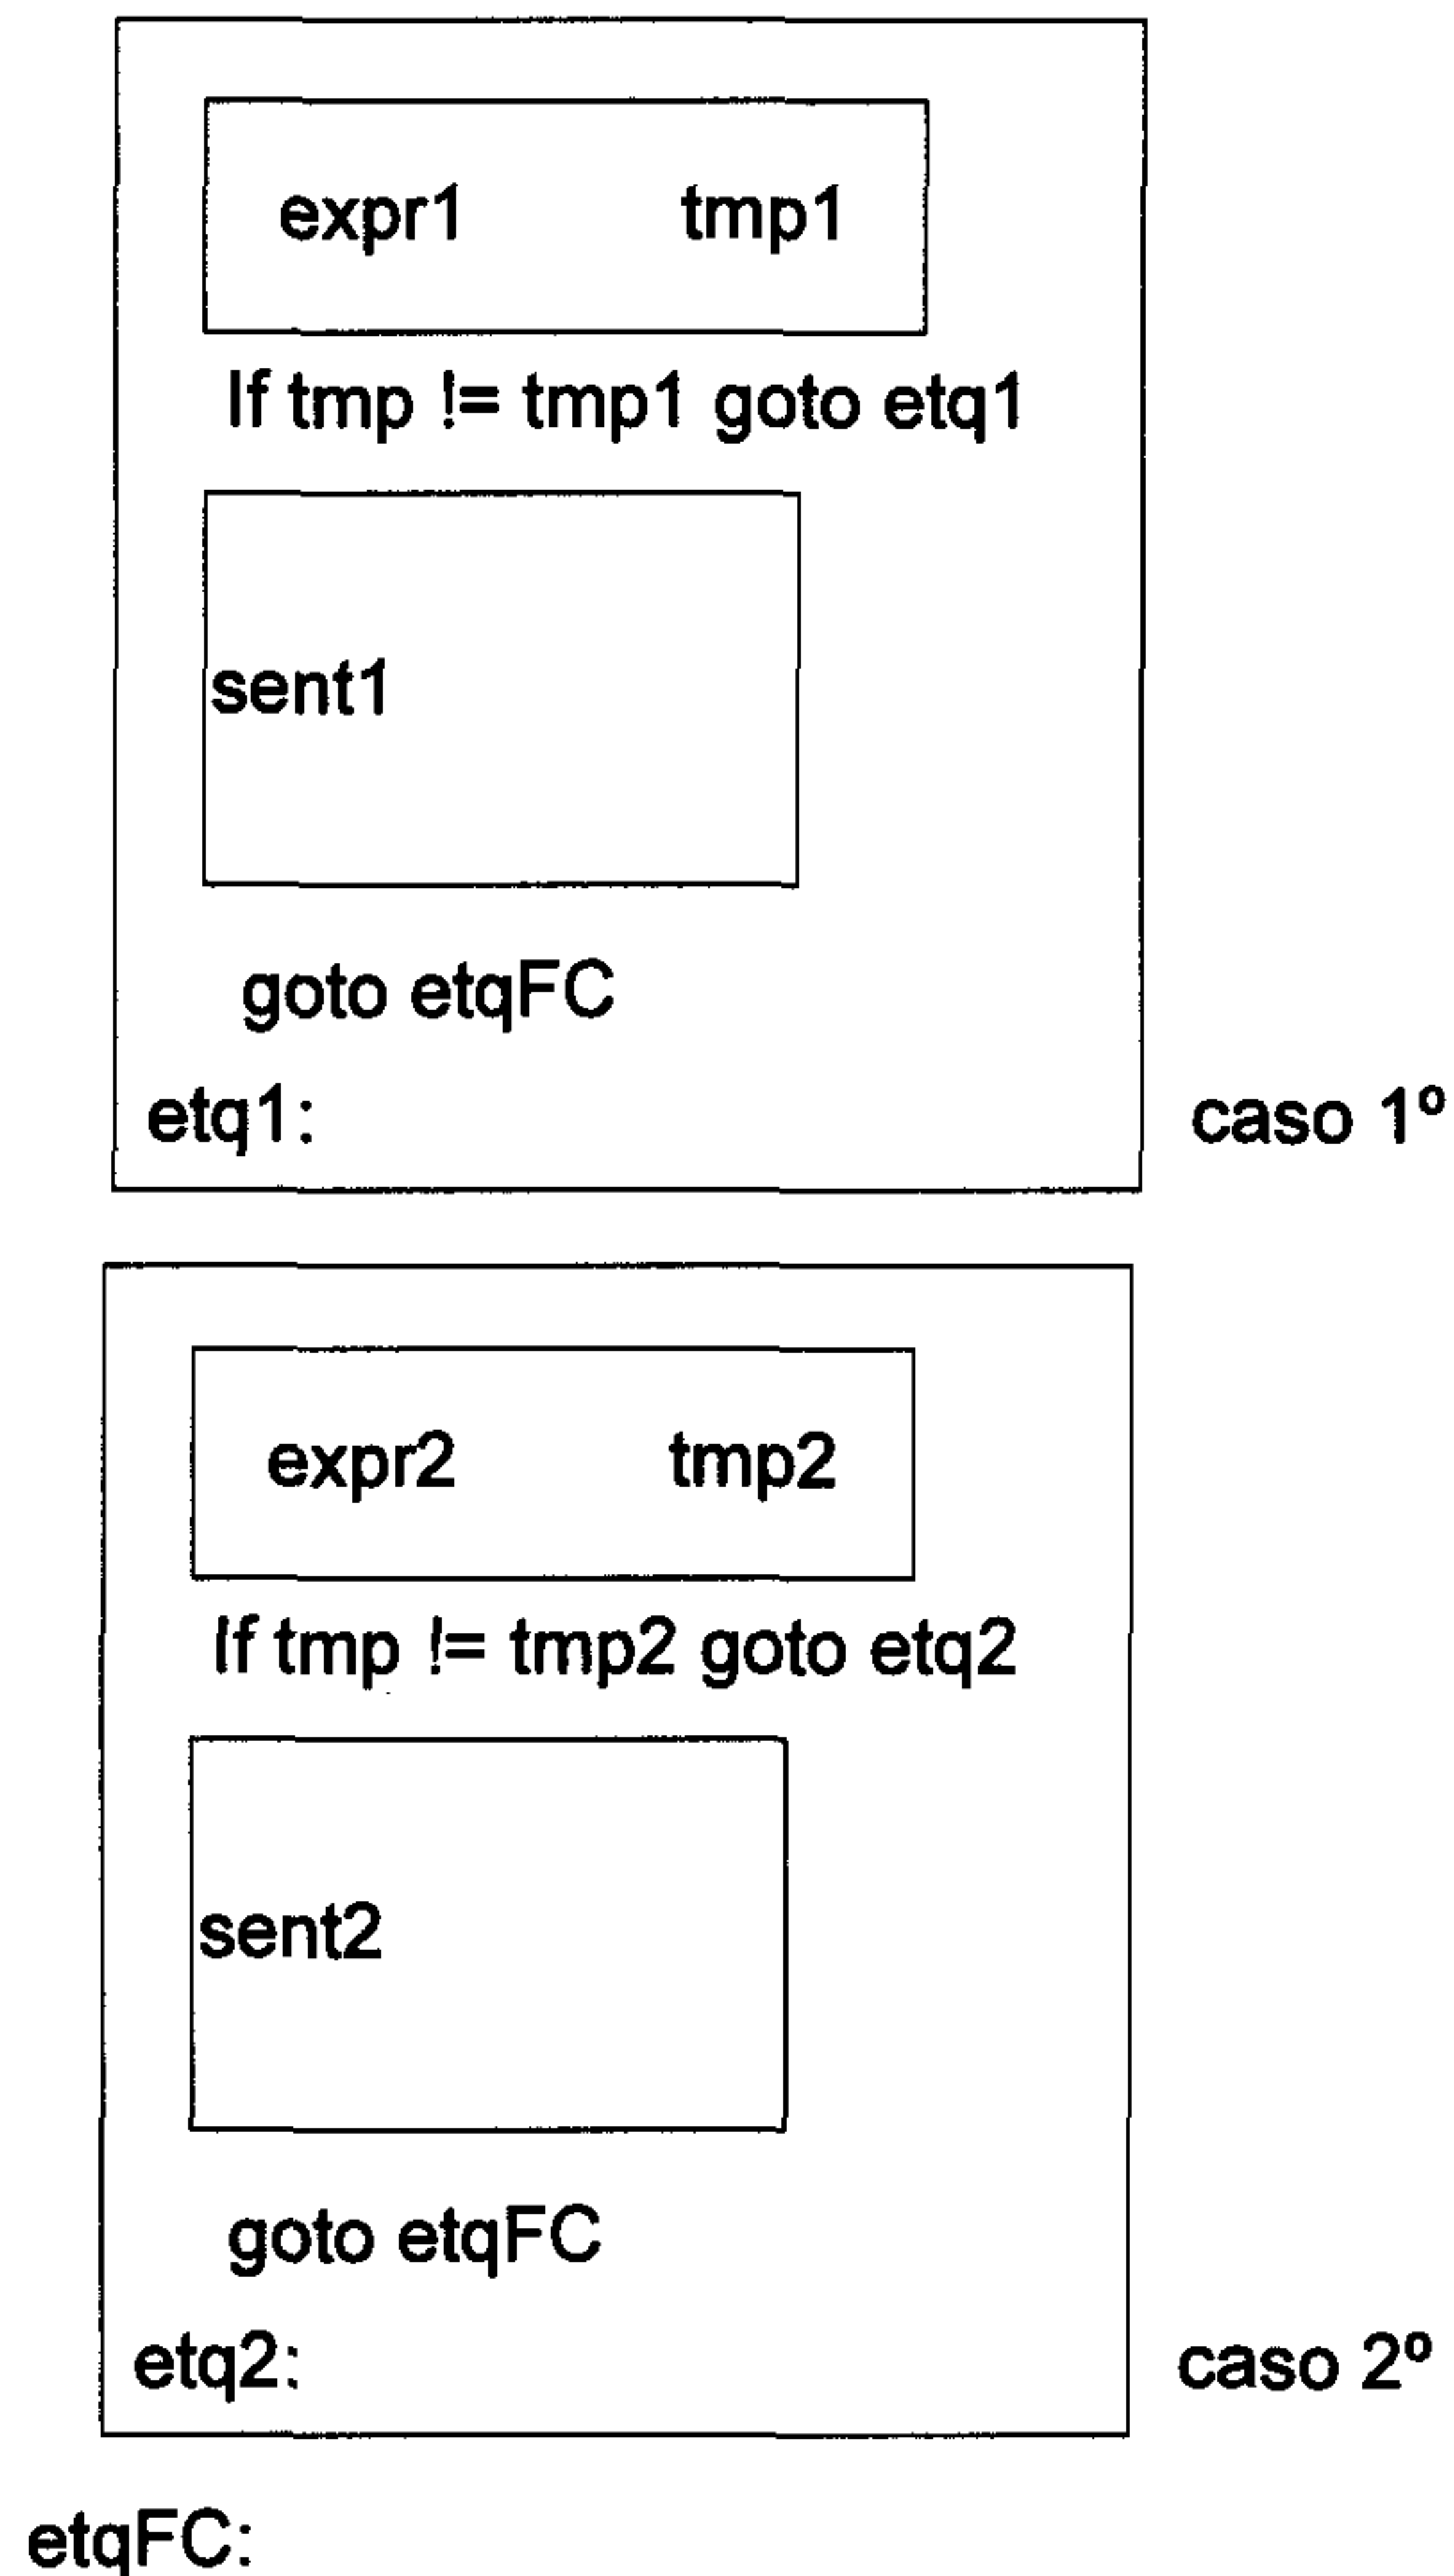 expr1 tmp1
If tmp != tmp1 goto etq1
sent1
goto etqFC
etq1:
caso 1º
expr2 tmp2
If tmp != tmp2 goto etq2
sent2
goto etqFC
etq2:
caso 2º
etqFC: